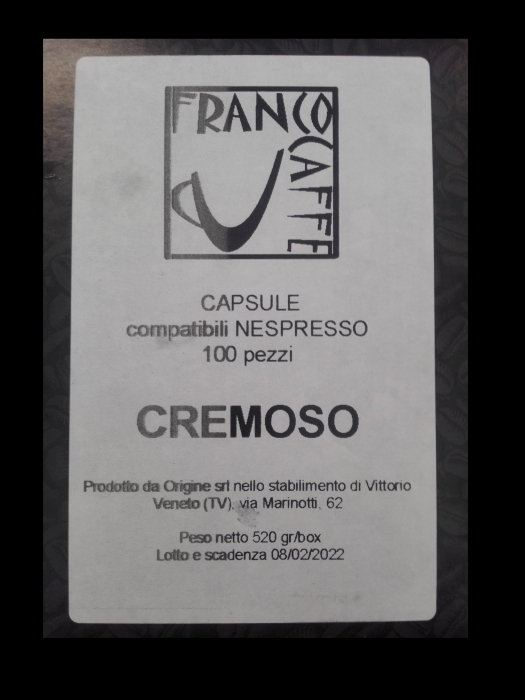 FRANCO
CAFFE
CAPSULE
compatibili NESPRESSO
100 pezzi
CREMOSO
Prodotto da Origine srl nello stabilimento di Vittorio
Veneto (TV), via Marinotti, 62
Peso netto 520 gr/box
Lotto e scadenza 08/02/2022